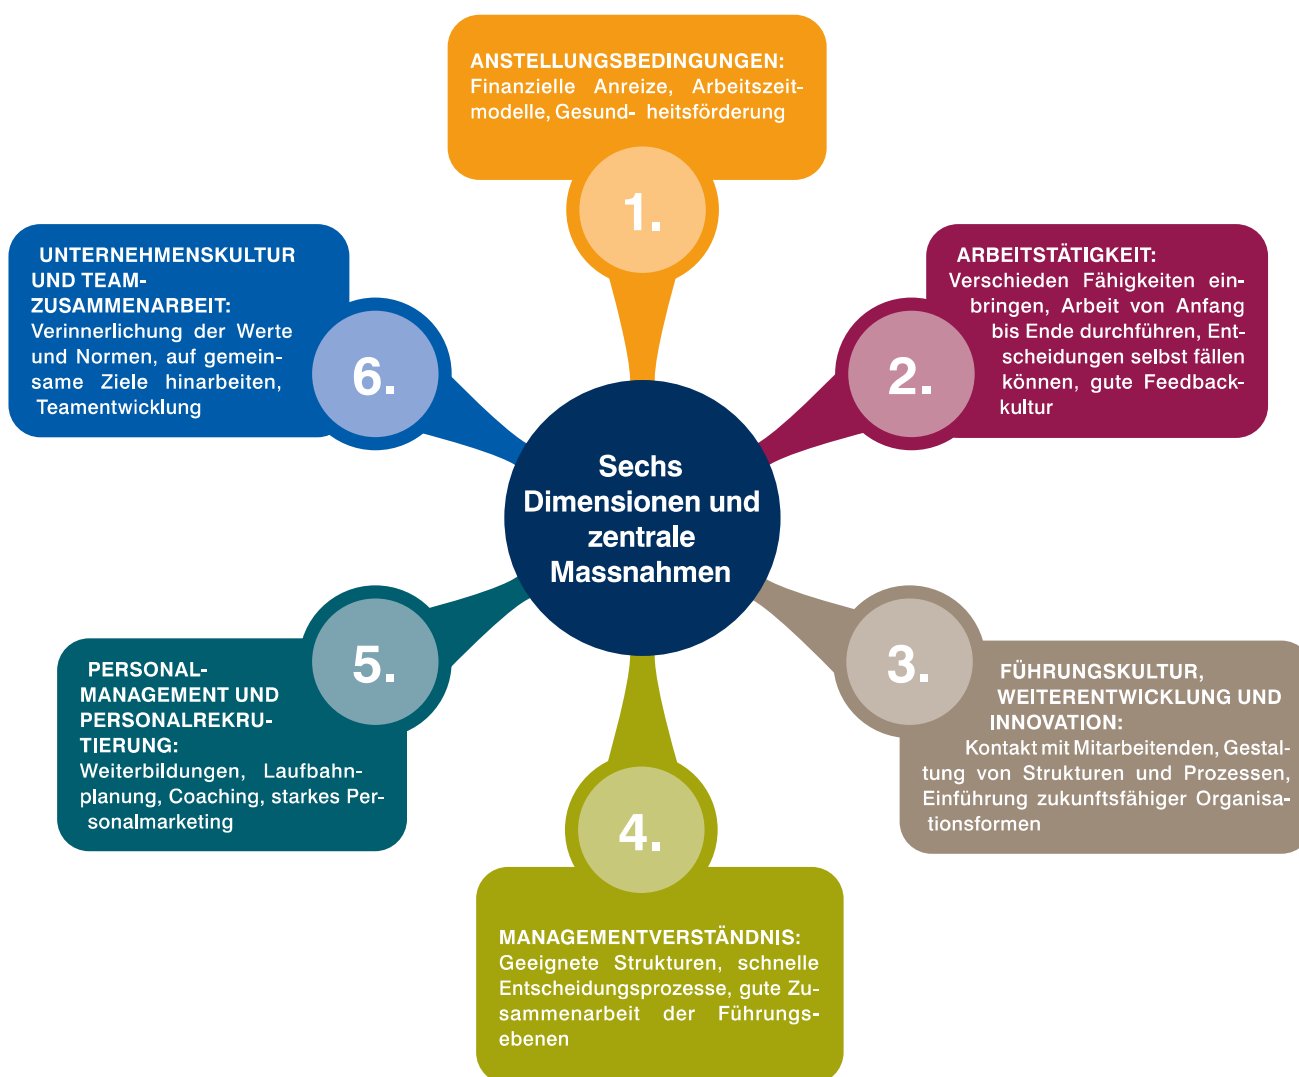 ANSTELLUNGSBEDINGUNGEN:
Finanzielle Anreize, Arbeitszeit-
modelle, Gesund- heitsförderung
1.
ARBEITSTÄTIGKEIT:
Verschieden Fähigkeiten ein-
bringen, Arbeit von Anfang
bis Ende durchführen, Ent-
scheidungen selbst fällen
können, gute Feedback-
kultur
2.
FÜHRUNGSKULTUR,
WEITERENTWICKLUNG UND
INNOVATION:
Kontakt mit Mitarbeitenden, Gestal-
tung von Strukturen und Prozessen,
Einführung zukunftsfähiger Organisa-
tionsformen
3.
MANAGEMENTVERSTÄNDNIS:
Geeignete Strukturen, schnelle
Entscheidungsprozesse, gute Zu-
sammenarbeit der Führungs-
ebenen
4.
PERSONAL-
MANAGEMENT UND
PERSONALREKRU-
TIERUNG:
Weiterbildungen, Laufbahn-
planung, Coaching, starkes Per-
sonalmarketing
5.
UNTERNEHMENSKULTUR
UND TEAM-
ZUSAMMENARBEIT:
Verinnerlichung der Werte
und Normen, auf gemein-
same Ziele hinarbeiten,
Teamentwicklung
6.
Sechs
Dimensionen und
zentrale
Massnahmen